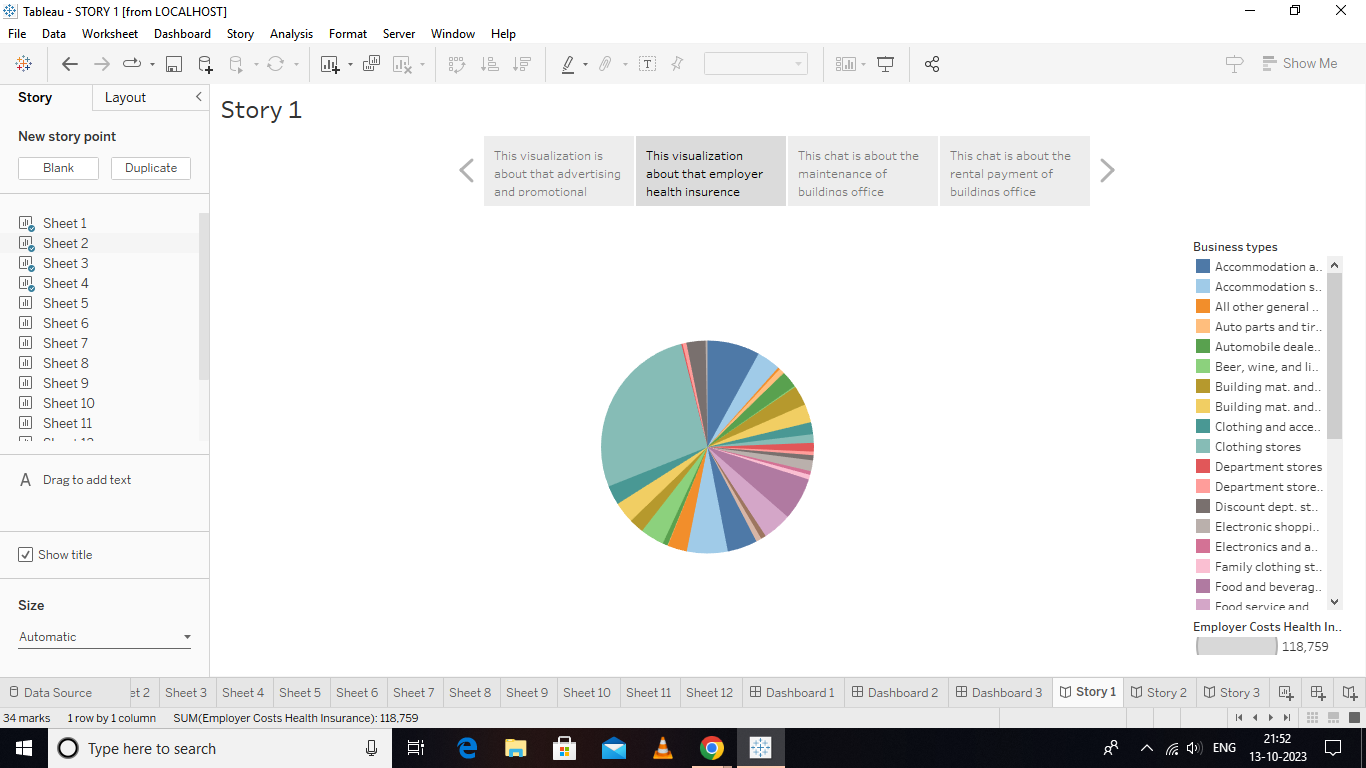 Tableau - STORY 1 [from LOCALHOST]
File Data Worksheet Dashboard Story Analysis Format Server Window Help
Show Me
Story Layout
New story point
Blank Duplicate
Sheet 1
Sheet 2
Sheet 3
Sheet 4
Sheet 5
Sheet 6
Sheet 7
Sheet 8
Sheet 9
Sheet 10
Sheet 11
A Drag to add text
Show title
Size
Automatic
Story 1
This visualization is
about that advertising
and promotional
This visualization
about that employer
health insurence
This chat is about the
maintenance of
buildings office
This chat is about the
rental payment of
buildings office
Business types
Accommodation a..
Accommodation s..
All other general ..
Auto parts and tir..
Automobile deale..
Beer, wine, and li..
Building mat. and..
Building mat. and..
Clothing and acce..
Clothing stores
Department stores
Department store..
Discount dept. st..
Electronic shoppi..
Electronics and a..
Family clothing st..
Food and beverag..
Food service and
Employer Costs Health In..
118,759
Data Source et 2 Sheet 3 Sheet 4 Sheet 5 Sheet 6 Sheet 7 Sheet 8 Sheet 9 Sheet 10 Sheet 11 Sheet 12 Dashboard 1 Dashboard 2 Dashboard 3 Story 1 Story 2 Story 3
34 marks 1 row by 1 column SUM(Employer Costs Health Insurance): 118.759
Type here to search
ENG
21:52
13-10-2023